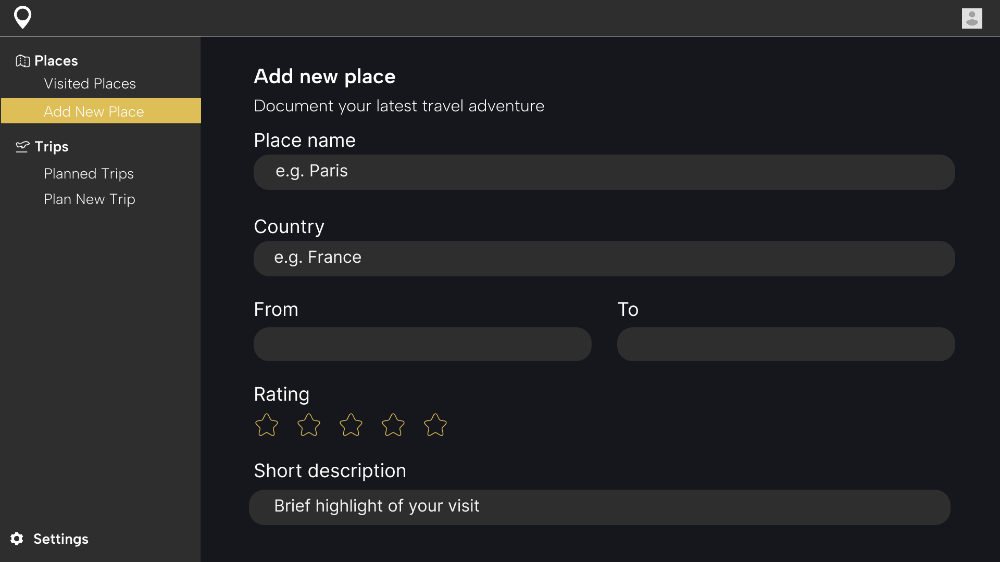 Places
Visited Places
Add New Place
Trips
Planned Trips
Plan New Trip
Settings
Add new place
Document your latest travel adventure
Place name
e.g. Paris
Country
e.g. France
From
To
Rating
Short description
Brief highlight of your visit